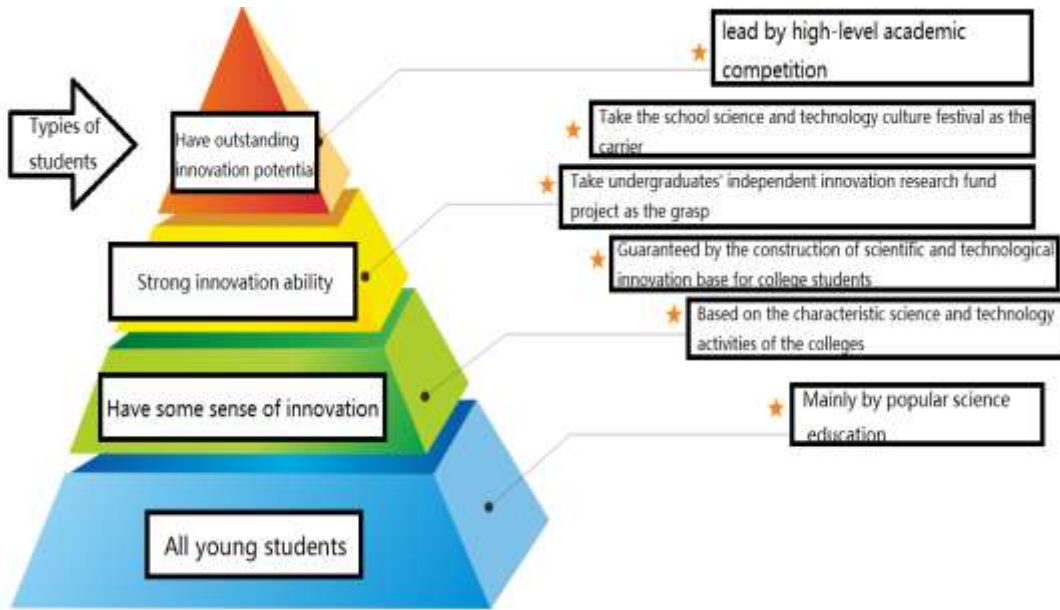 Typies of
students
Have outstanding
innovation potential
Strong innovation ability
Have some sense of innovation
All young students
lead by high-level academic
competition
Take the school science and technology culture festival as the
carrier
Take undergraduates' independent innovation research fund
project as the grasp
Guaranteed by the construction of scientific and technological
innovation base for college students
Based on the characteristic science and technology
activities of the colleges
Mainly by popular science
education